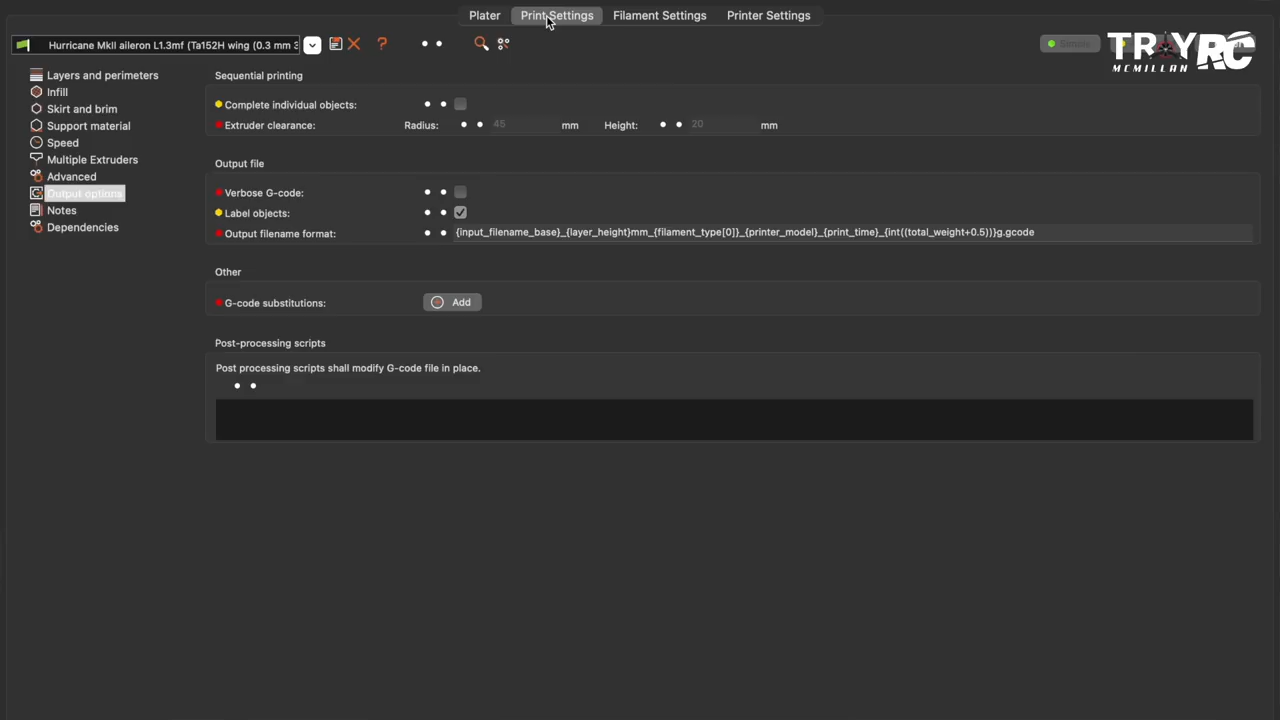 Plater Print Settings Filament Settings Printer Settings
Hurricane MkII aileron L1.3mf (Ta152H wing (0.3 mm 3
Simple
TROY RC
MCMILLAN
Layers and perimeters
Infill
Skirt and brim
Support material
Speed
Multiple Extruders
Advanced
Output options
Notes
Dependencies
Sequential printing
Complete individual objects:
Extruder clearance: Radius: 45 mm Height: 20 mm
Output file
Verbose G-code:
Label objects:
Output filename format: {input_filename_base}_{layer_height}mm_{filament_type[0]}_{printer_model}_{print_time}_{int((total_weight+0.5))}g.gcode
Other
G-code substitutions: Add
Post-processing scripts
Post processing scripts shall modify G-code file in place.